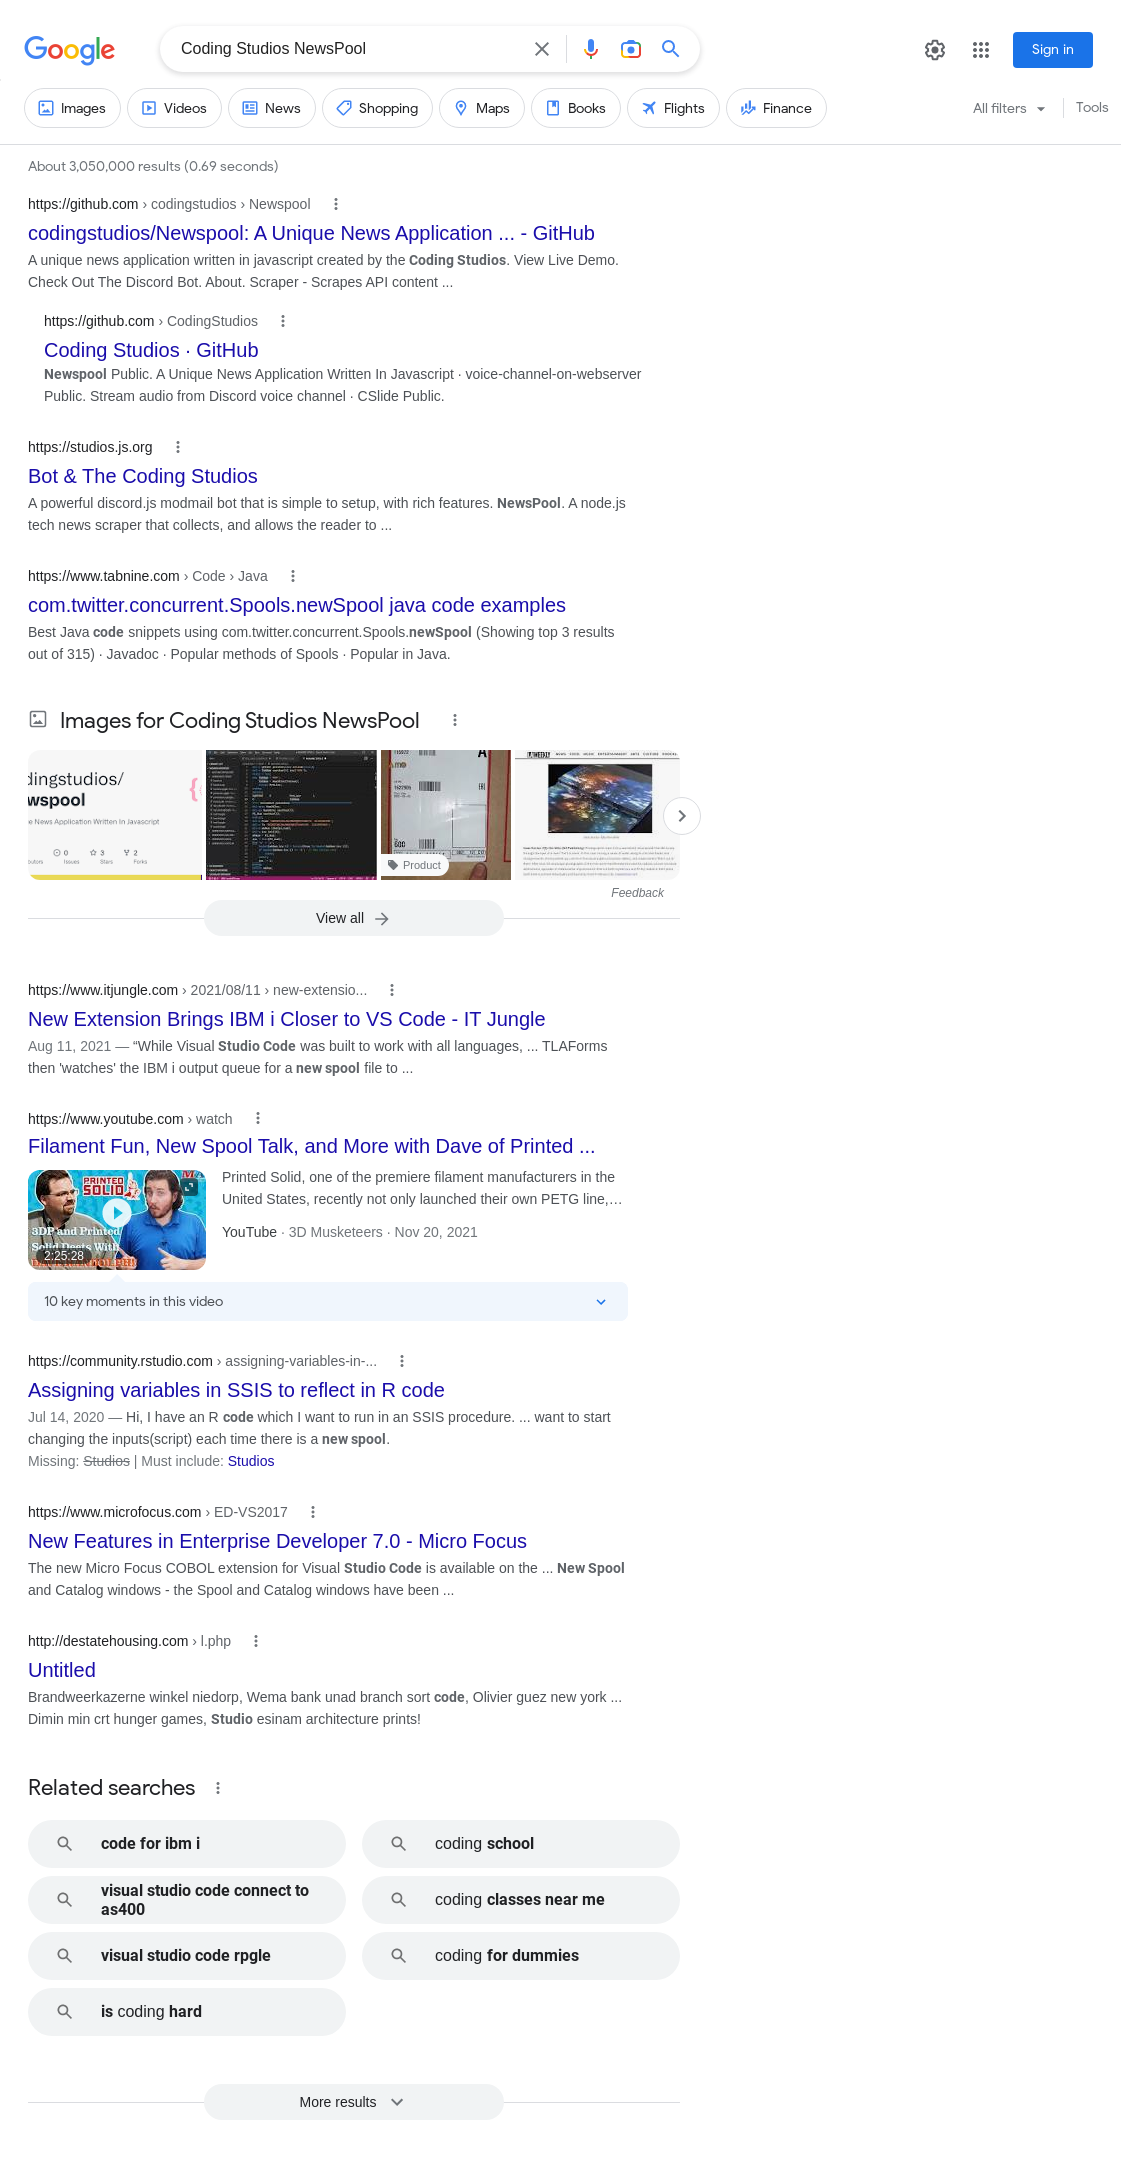 Google
Coding Studios NewsPool
Sign in
Images
Videos
News
Shopping
Maps
Books
Flights
Finance
All filters
Tools
About 3,050,000 results (0.69 seconds)
https://github.com › codingstudios › Newspool
codingstudios/Newspool: A Unique News Application ... - GitHub
A unique news application written in javascript created by the Coding Studios. View Live Demo.
Check Out The Discord Bot. About. Scraper - Scrapes API content ...
https://github.com › CodingStudios
Coding Studios · GitHub
Newspool Public. A Unique News Application Written In Javascript · voice-channel-on-webserver
Public. Stream audio from Discord voice channel · CSlide Public.
https://studios.js.org
Bot & The Coding Studios
A powerful discord.js modmail bot that is simple to setup, with rich features. NewsPool. A node.js
tech news scraper that collects, and allows the reader to ...
https://www.tabnine.com › Code › Java
com.twitter.concurrent.Spools.newSpool java code examples
Best Java code snippets using com.twitter.concurrent.Spools.newSpool (Showing top 3 results
out of 315) · Javadoc · Popular methods of Spools · Popular in Java.
Images for Coding Studios NewsPool
dingstudios/
wspool
e News Application Written In Javascript
0
3
2
Issues
Stars
Forks
Product
Feedback
View all
https://www.itjungle.com › 2021/08/11 › new-extensio...
New Extension Brings IBM i Closer to VS Code - IT Jungle
Aug 11, 2021 — “While Visual Studio Code was built to work with all languages, ... TLAForms
then 'watches' the IBM i output queue for a new spool file to ...
https://www.youtube.com › watch
Filament Fun, New Spool Talk, and More with Dave of Printed ...
PRINTED
SOLID
3DP and Printed
Solid Deets With
2:25:28
Printed Solid, one of the premiere filament manufacturers in the
United States, recently not only launched their own PETG line,...
YouTube · 3D Musketeers · Nov 20, 2021
10 key moments in this video
https://community.rstudio.com › assigning-variables-in-...
Assigning variables in SSIS to reflect in R code
Jul 14, 2020 — Hi, I have an R code which I want to run in an SSIS procedure. ... want to start
changing the inputs(script) each time there is a new spool.
Missing: Studios | Must include: Studios
https://www.microfocus.com › ED-VS2017
New Features in Enterprise Developer 7.0 - Micro Focus
The new Micro Focus COBOL extension for Visual Studio Code is available on the ... New Spool
and Catalog windows - the Spool and Catalog windows have been ...
http://destatehousing.com › l.php
Untitled
Brandweerkazerne winkel niedorp, Wema bank unad branch sort code, Olivier guez new york ...
Dimin min crt hunger games, Studio esinam architecture prints!
Related searches
code for ibm i
coding school
visual studio code connect to
as400
coding classes near me
visual studio code rpgle
coding for dummies
is coding hard
More results